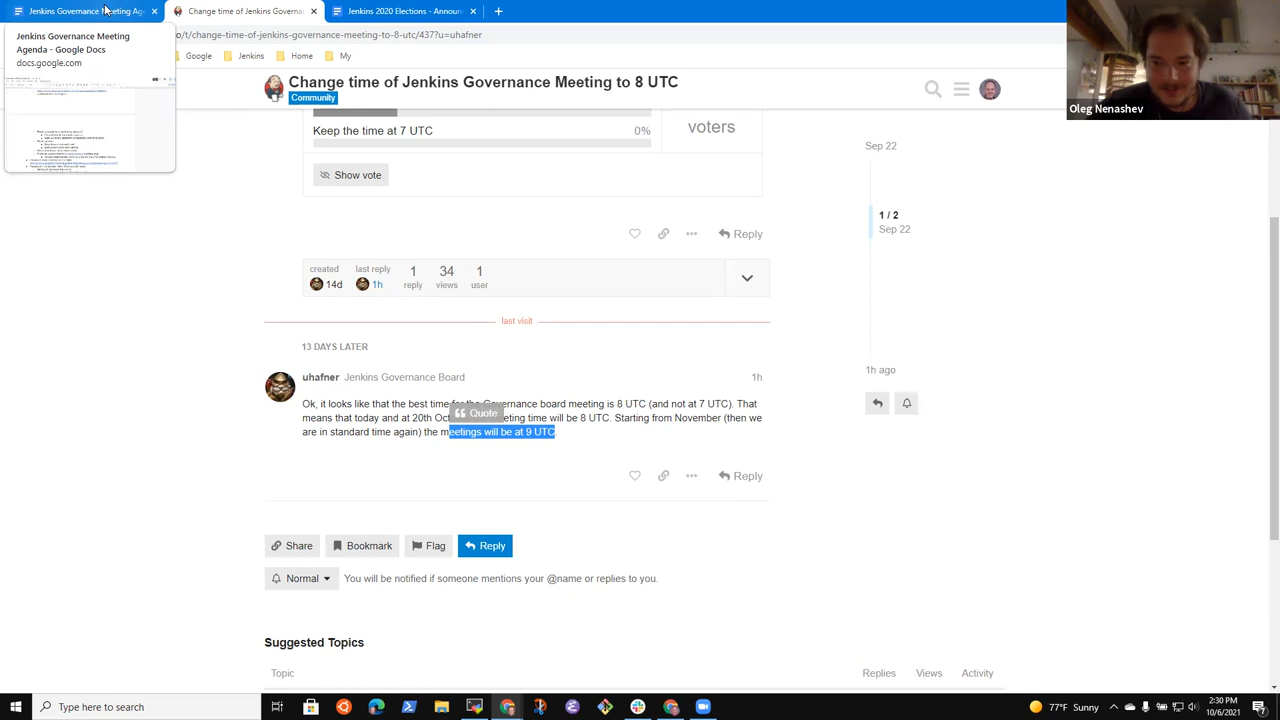 Jenkins Governance Meeting Age
Change time of Jenkins Governa
Jenkins 2020 Elections - Announ
Jenkins Governance Meeting
Agenda - Google Docs
docs.google.com
o/t/change-time-of-jenkins-governance-meeting-to-8-utc/437?u=uhafner
Google
Jenkins
Home
My
Change time of Jenkins Governance Meeting to 8 UTC
Community
Oleg Nenashev
Keep the time at 7 UTC
0%
voters
Show vote
Sep 22
1 / 2
Sep 22
Reply
created
last reply
1
34
1
14d
1h
reply
views
user
last visit
13 DAYS LATER
1h ago
uhafner Jenkins Governance Board
1h
Ok, it looks like that the best time for the Governance board meeting is 8 UTC (and not at 7 UTC). That
Quote
means that today and at 20th Oct eting time will be 8 UTC. Starting from November (then we
are in standard time again) the meetings will be at 9 UTC
Reply
Share
Bookmark
Flag
Reply
Normal
You will be notified if someone mentions your @name or replies to you.
Suggested Topics
Topic
Replies
Views
Activity
Type here to search
77°F Sunny
2:30 PM
10/6/2021